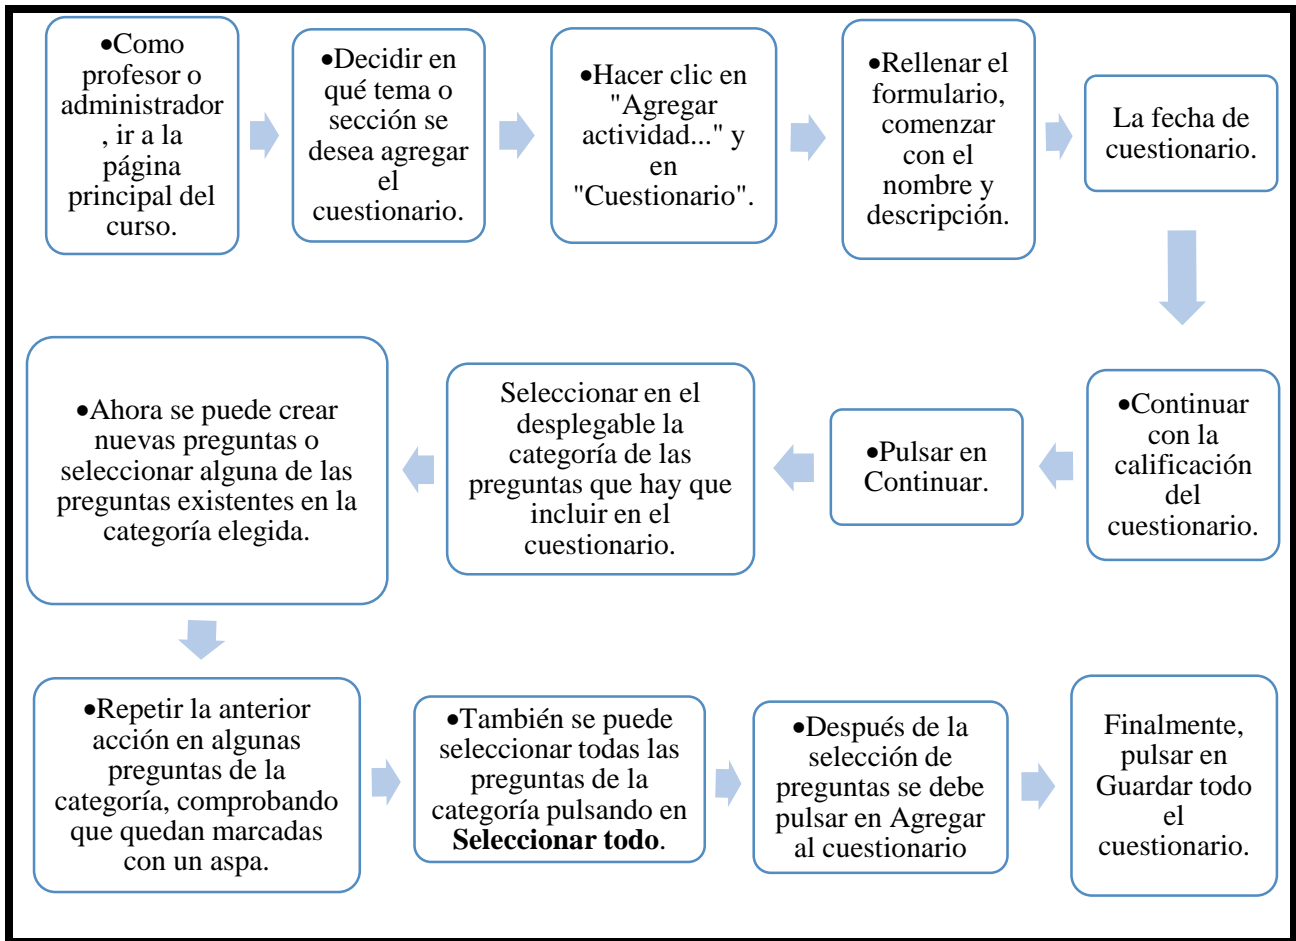 •Como
profesor o
administrador
, ir a la
página
principal del
curso.
•Decidir en
qué tema o
sección se
desea agregar
el
cuestionario.
•Hacer clic en
"Agregar
actividad..." y
en
"Cuestionario".
•Rellenar el
formulario,
comenzar
con el
nombre y
descripción.
La fecha de
cuestionario.
•Continuar
con la
calificación
del
cuestionario.
•Pulsar en
Continuar.
Seleccionar en el
desplegable la
categoría de las
preguntas que hay que
incluir en el
cuestionario.
•Ahora se puede crear
nuevas preguntas o
seleccionar alguna de las
preguntas existentes en la
categoría elegida.
•Repetir la anterior
acción en algunas
preguntas de la
categoría, comprobando
que quedan marcadas
con un aspa.
•También se puede
seleccionar todas las
preguntas de la
categoría pulsando en
Seleccionar todo.
•Después de la
selección de
preguntas se debe
pulsar en Agregar
al cuestionario
Finalmente,
pulsar en
Guardar todo
el
cuestionario.